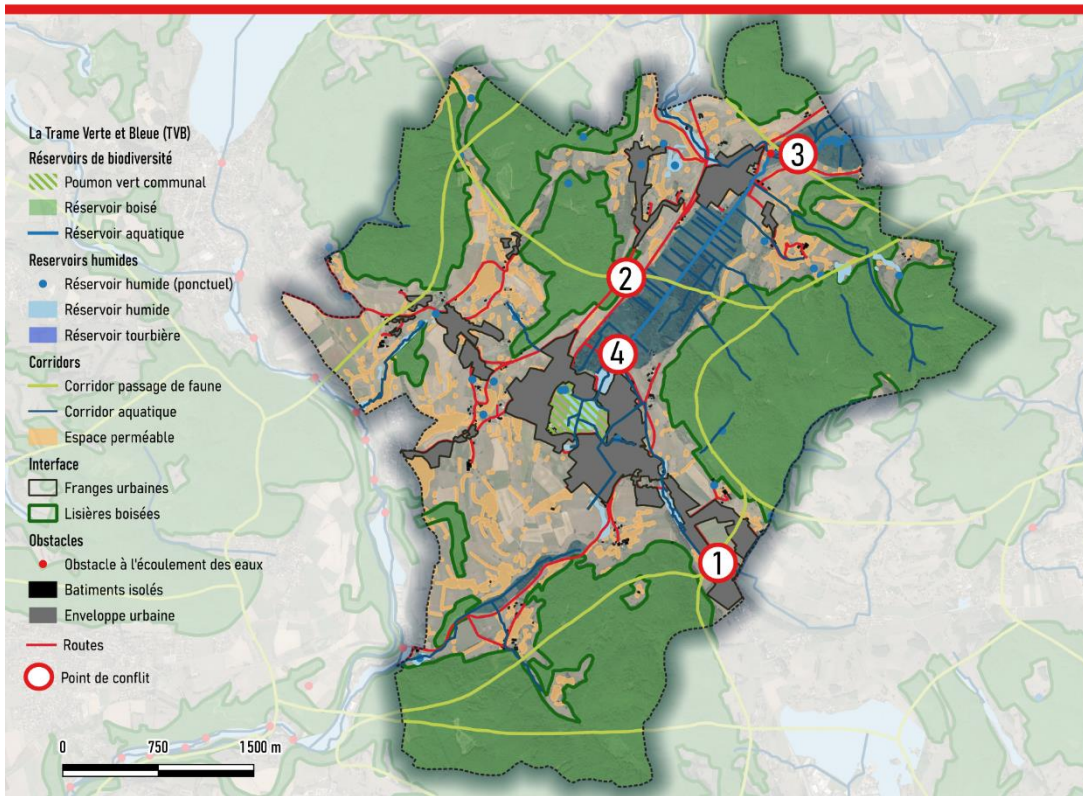 La Trame Verte et Bleue (TVB)
Réservoirs de biodiversité
Poumon vert communal
Réservoir boisé
Réservoir aquatique
Reservoirs humides
Réservoir humide (ponctuel)
Réservoir humide
Réservoir tourbière
Corridors
Corridor passage de faune
Corridor aquatique
Espace perméable
Interface
Franges urbaines
Lisières boisées
Obstacles
Obstacle à l'écoulement des eaux
Batiments isolés
Enveloppe urbaine
Routes
Point de conflit
0 750 1 500 m
3
2
4
1